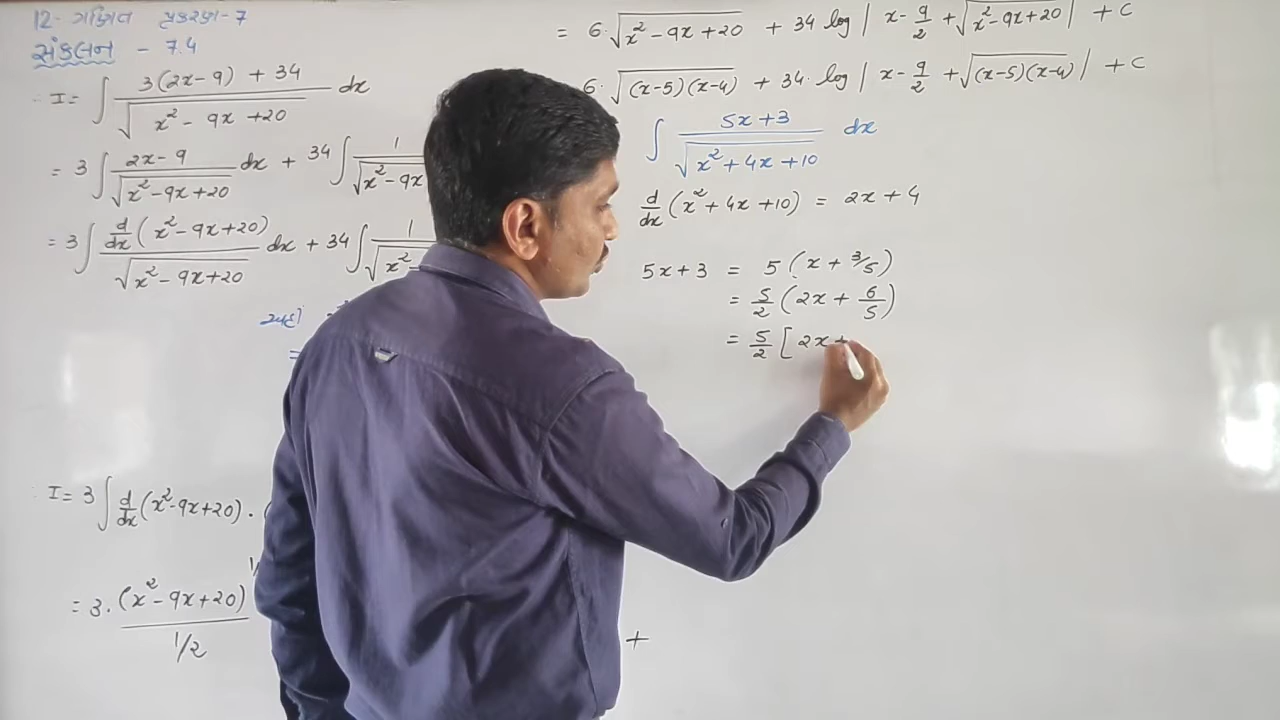 12- ગણિત પ્રકરણ-7
સંકલન - 7.4
∴ I = ∫ 3(2x-9) + 34 / √(x² - 9x + 20) dx
= 3 ∫ 2x-9 / √(x²-9x+20) dx + 34 ∫ 1 / √(x²-9x
= 3 ∫ d/dx (x²-9x+20) / √(x²-9x+20) dx + 34 ∫ 1 / √(x²-
=
∴ I = 3 ∫ d/dx (x²-9x+20) · (
= 3 · (x²-9x+20) / 1/2
+
= 6·√(x²-9x+20) + 34 log | x - 9/2 + √(x²-9x+20) | + C
6·√((x-5)(x-4)) + 34· log | x - 9/2 + √((x-5)(x-4)) | + C
∫ 5x+3 / √(x²+4x+10) dx
d/dx (x²+4x+10) = 2x+4
5x+3 = 5 (x + 3/5)
= 5/2 (2x + 6/5)
= 5/2 [ 2x +